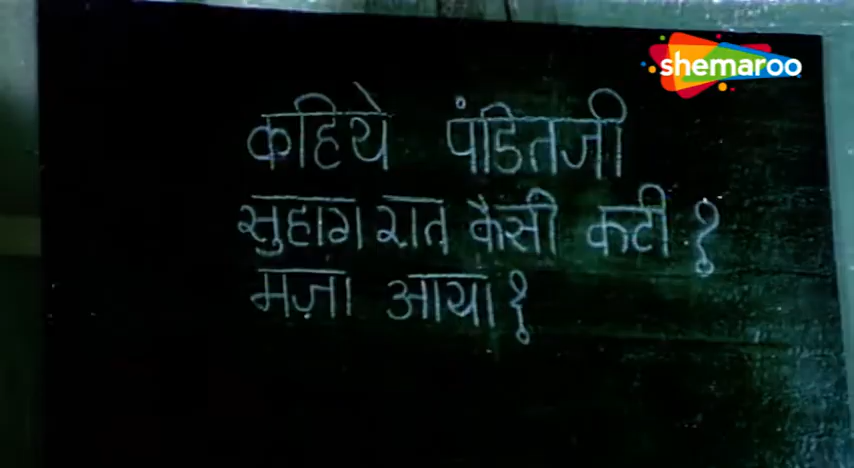 shemaroo
कहिये पंडितजी
सुहाग रात कैसी कटी ?
मज़ा आया ?